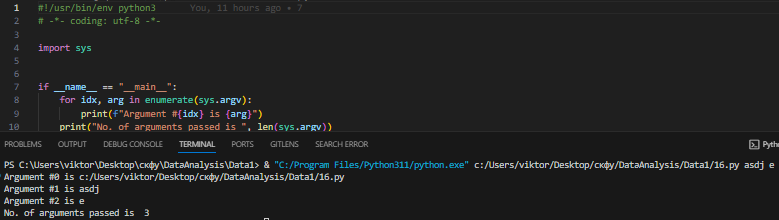 1 #!/usr/bin/env python3 You, 11 hours ago • 7
2 # -*- coding: utf-8 -*-
3
4 import sys
5
6
7 if __name__ == "__main__":
8 for idx, arg in enumerate(sys.argv):
9 print(f"Argument #{idx} is {arg}")
10 print("No. of arguments passed is ", len(sys.argv))
PROBLEMS OUTPUT DEBUG CONSOLE TERMINAL PORTS GITLENS SEARCH ERROR Pytho
PS C:\Users\viktor\Desktop\скфу\DataAnalysis\Data1> & "C:/Program Files/Python311/python.exe" c:/Users/viktor/Desktop/скфу/DataAnalysis/Data1/16.py asdj e
Argument #0 is c:/Users/viktor/Desktop/скфу/DataAnalysis/Data1/16.py
Argument #1 is asdj
Argument #2 is e
No. of arguments passed is  3